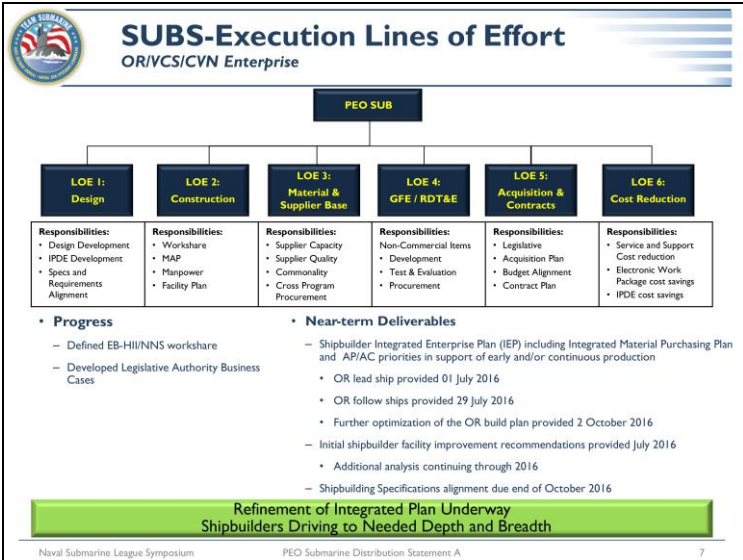 SUBS-Execution Lines of Effort
OR/VCS/CVN Enterprise
PEO SUB
LOE 1:
Design
LOE 2:
Construction
LOE 3:
Material &
Supplier Base
LOE 4:
GFE / RDT&E
LOE 5:
Acquisition &
Contracts
LOE 6:
Cost Reduction
Responsibilities:
• Design Development
• IPDE Development
• Specs and
Requirements
Alignment
Responsibilities:
• Workshare
• MAP
• Manpower
• Facility Plan
Responsibilities:
• Supplier Capacity
• Supplier Quality
• Commonality
• Cross Program
Procurement
Responsibilities:
Non-Commercial Items
• Development
• Test & Evaluation
• Procurement
Responsibilities:
• Legislative
• Acquisition Plan
• Budget Alignment
• Contract Plan
Responsibilities:
• Service and Support
Cost reduction
• Electronic Work
Package cost savings
• IPDE cost savings
• Progress
– Defined EB-HII/NNS workshare
– Developed Legislative Authority Business
Cases
• Near-term Deliverables
– Shipbuilder Integrated Enterprise Plan (IEP) including Integrated Material Purchasing Plan
and AP/AC priorities in support of early and/or continuous production
• OR lead ship provided 01 July 2016
• OR follow ships provided 29 July 2016
• Further optimization of the OR build plan provided 2 October 2016
– Initial shipbuilder facility improvement recommendations provided July 2016
• Additional analysis continuing through 2016
– Shipbuilding Specifications alignment due end of October 2016
Refinement of Integrated Plan Underway
Shipbuilders Driving to Needed Depth and Breadth
Naval Submarine League Symposium
PEO Submarine Distribution Statement A
7
TEAM SUBMARINE